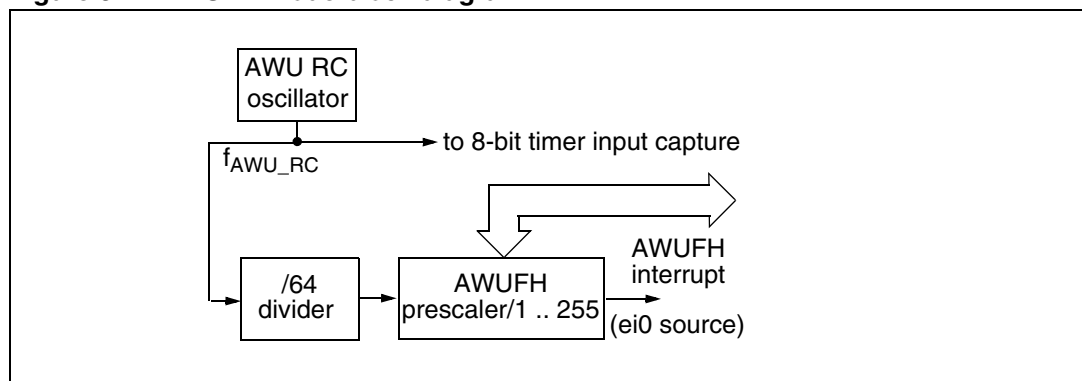 AWU RC
oscillator
to 8-bit timer input capture
fAWU_RC
AWUFH
interrupt
/64
divider
AWUFH
prescaler/1 .. 255
(ei0 source)